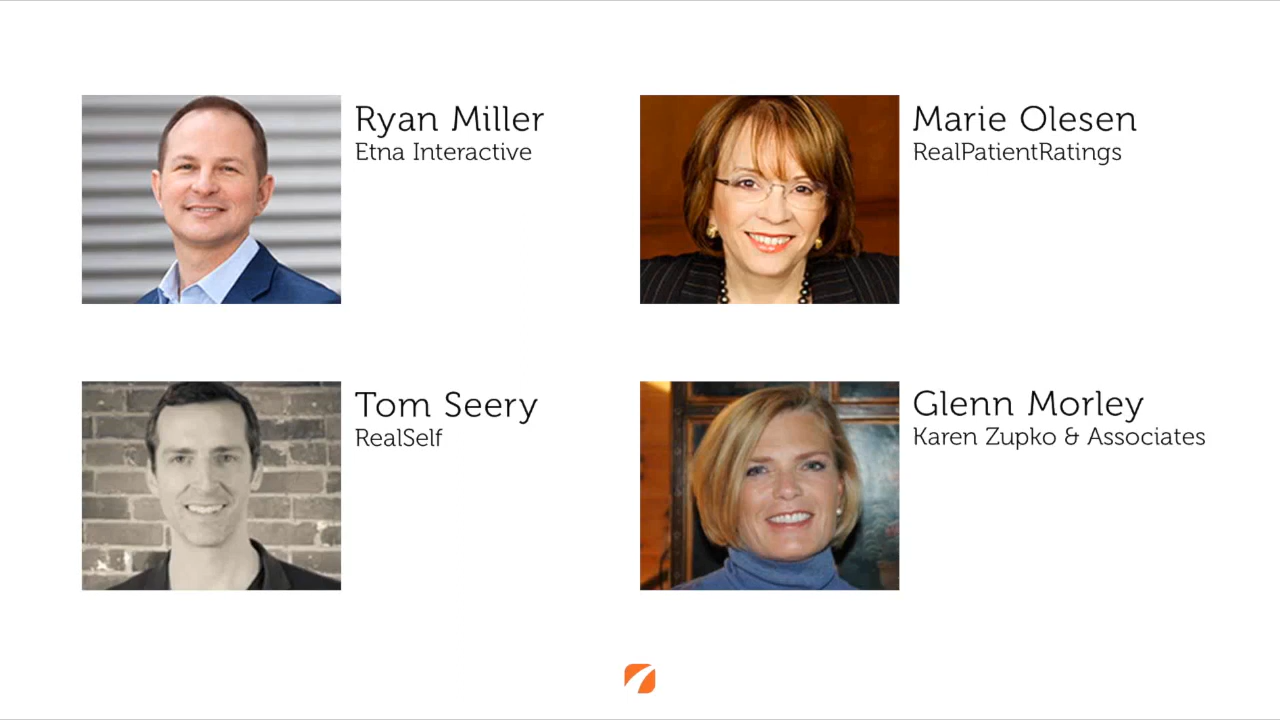 Ryan Miller
Etna Interactive
Marie Olesen
RealPatientRatings
Tom Seery
RealSelf
Glenn Morley
Karen Zupko & Associates